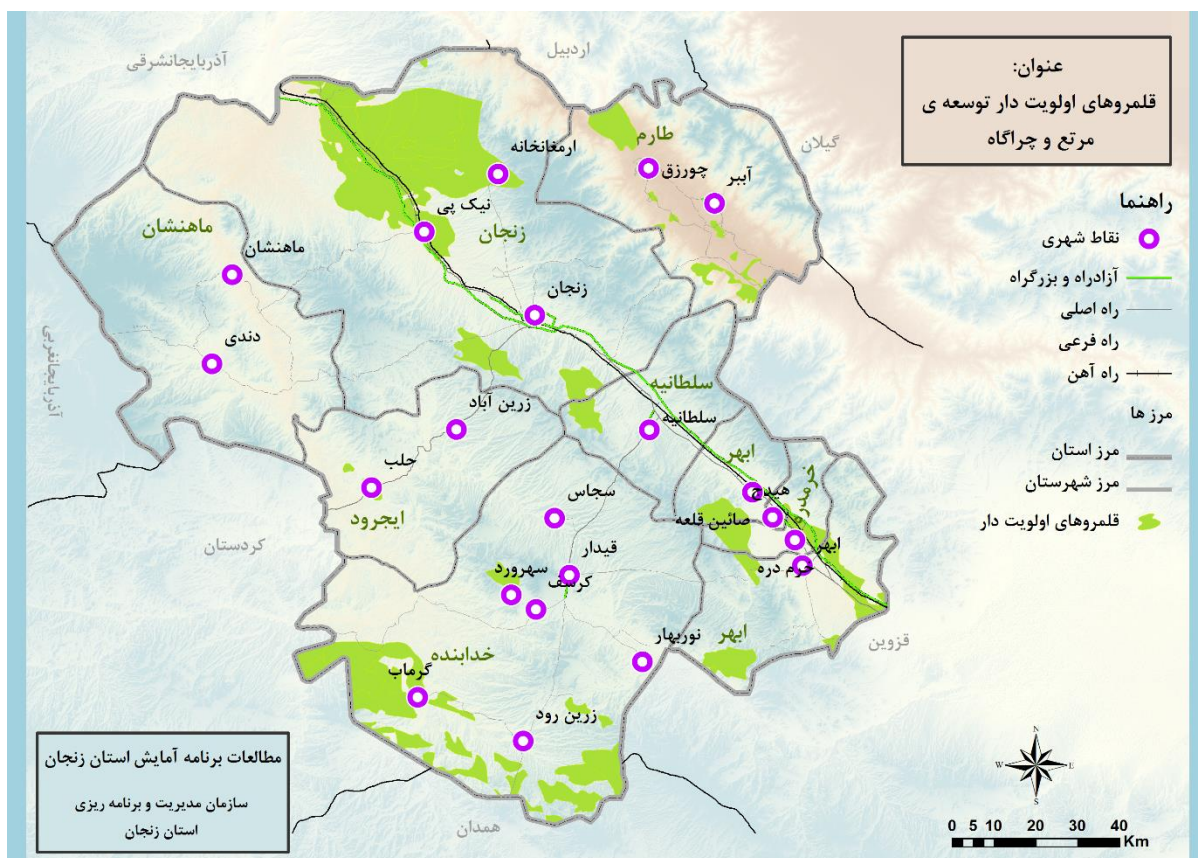 عنوان:
قلمروهای اولویت دار توسعه ی
مرتع و چراگاه
راهنما
نقاط شهری
آزادراه و بزرگراه
راه اصلی
راه فرعی
راه آهن
مرز ها
مرز استان
مرز شهرستان
قلمروهای اولویت دار
اردبیل
آذربایجانشرقی
گیلان
آذربایجانغربی
کردستان
قزوین
همدان
طارم
چورزق
آببر
ارمغانخانه
نیک پی
زنجان
زنجان
ماهنشان
ماهنشان
دندی
سلطانیه
سلطانیه
زرین آباد
حلب
ایجرود
ابهر
خرمدره
هیدج
صائین قلعه
ابهر
خرم دره
سجاس
قیدار
سهرورد
کرسف
نوربهار
ابهر
خدابنده
گرماب
زرین رود
مطالعات برنامه آمایش استان زنجان
سازمان مدیریت و برنامه ریزی
استان زنجان
N
W
E
S
0 5 10 20 30 40
Km